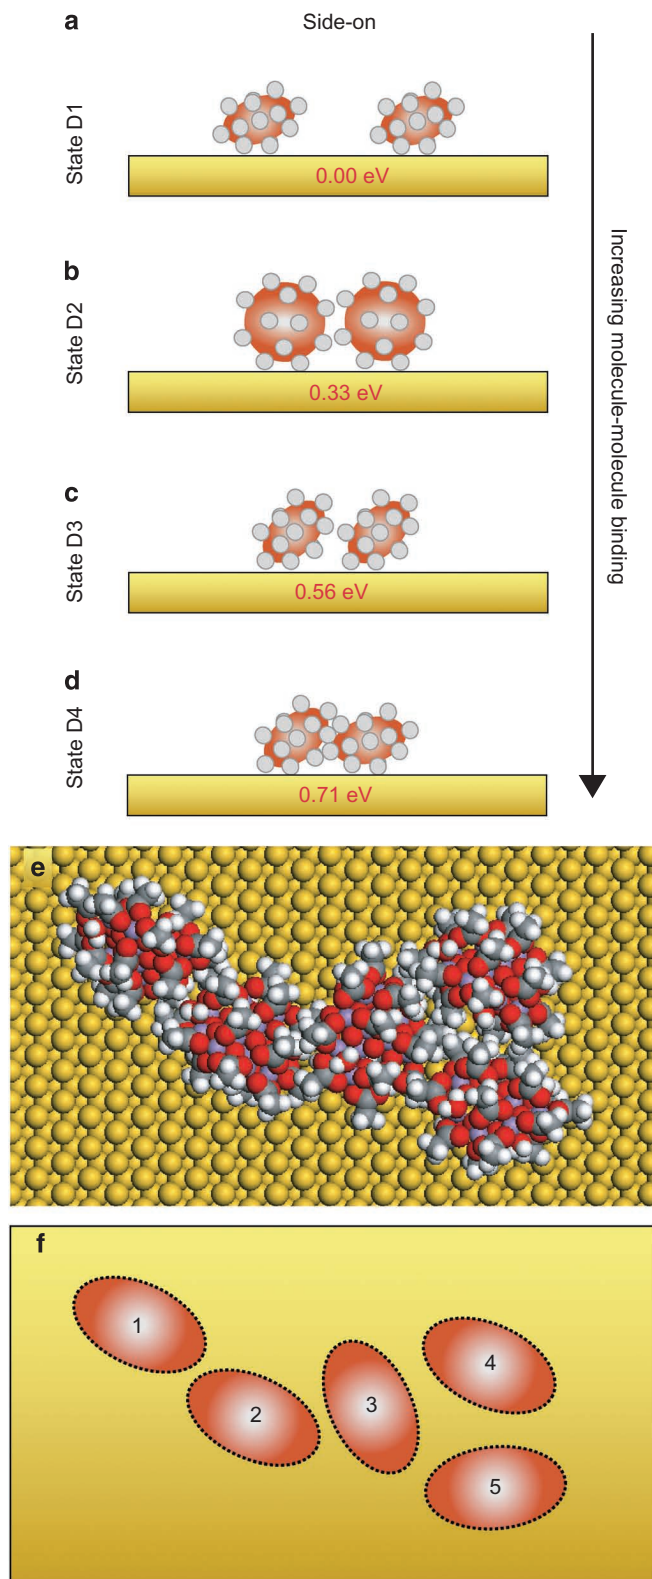 a
Side-on
State D1
0.00 eV
b
State D2
0.33 eV
Increasing molecule-molecule binding
c
State D3
0.56 eV
d
State D4
0.71 eV
e
f
1
2
3
4
5